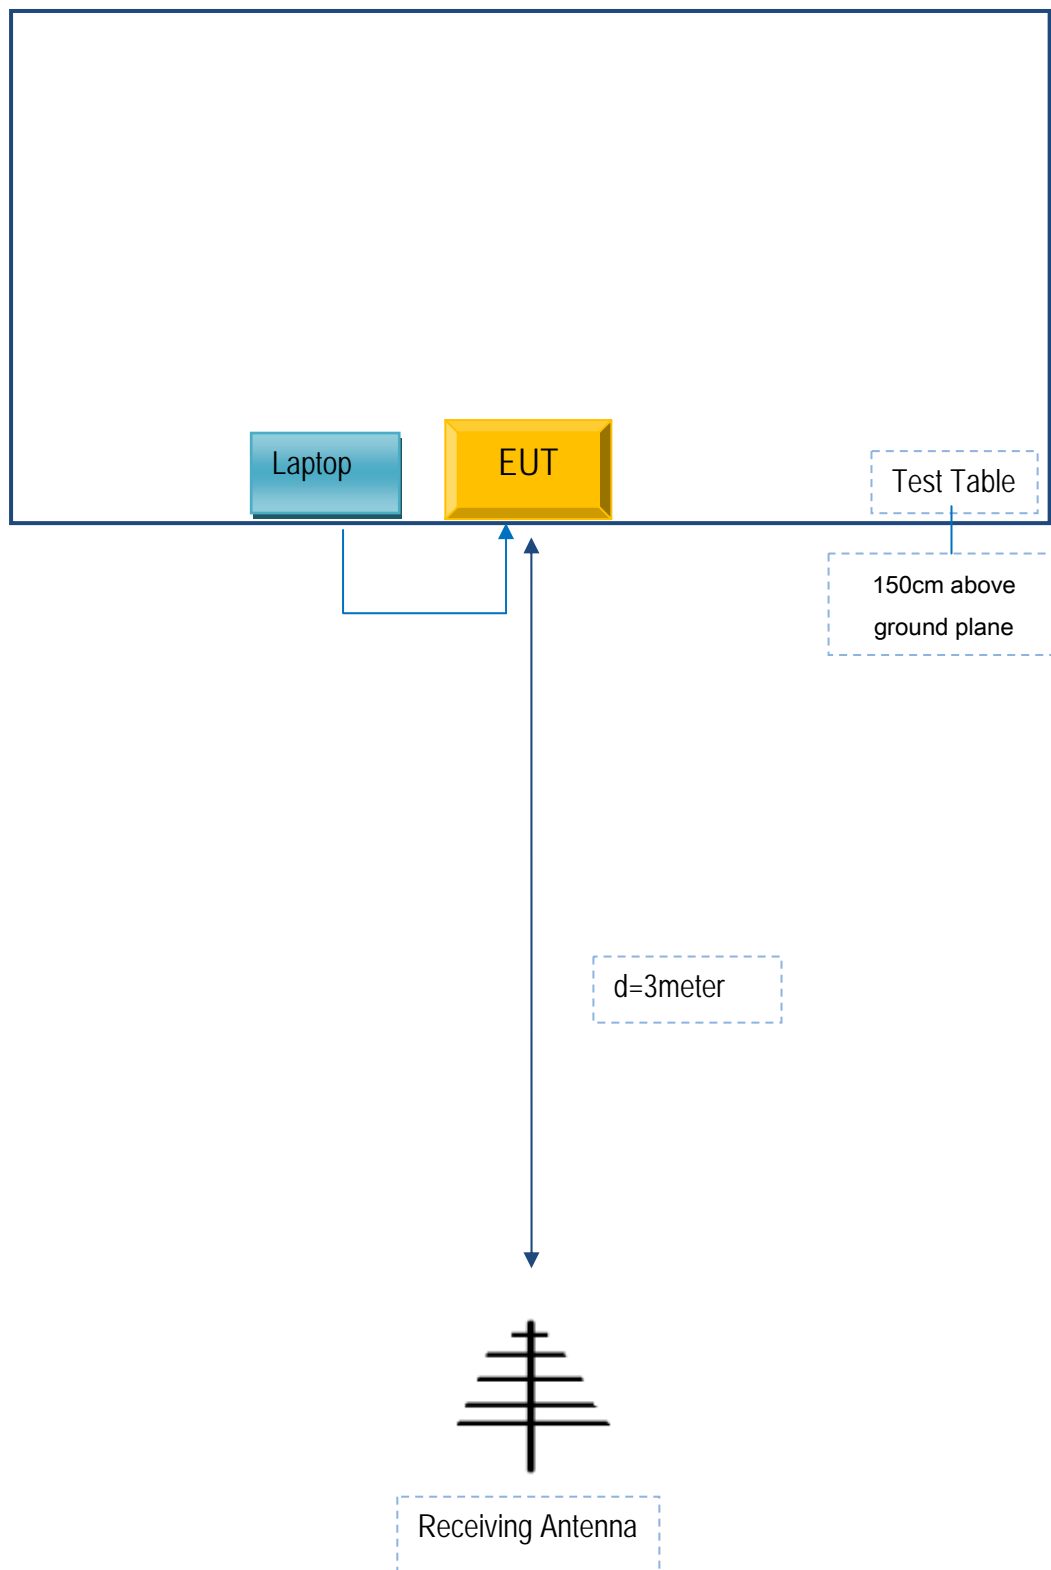 Laptop
EUT
Test Table
150cm above
ground plane
d=3meter
Receiving Antenna